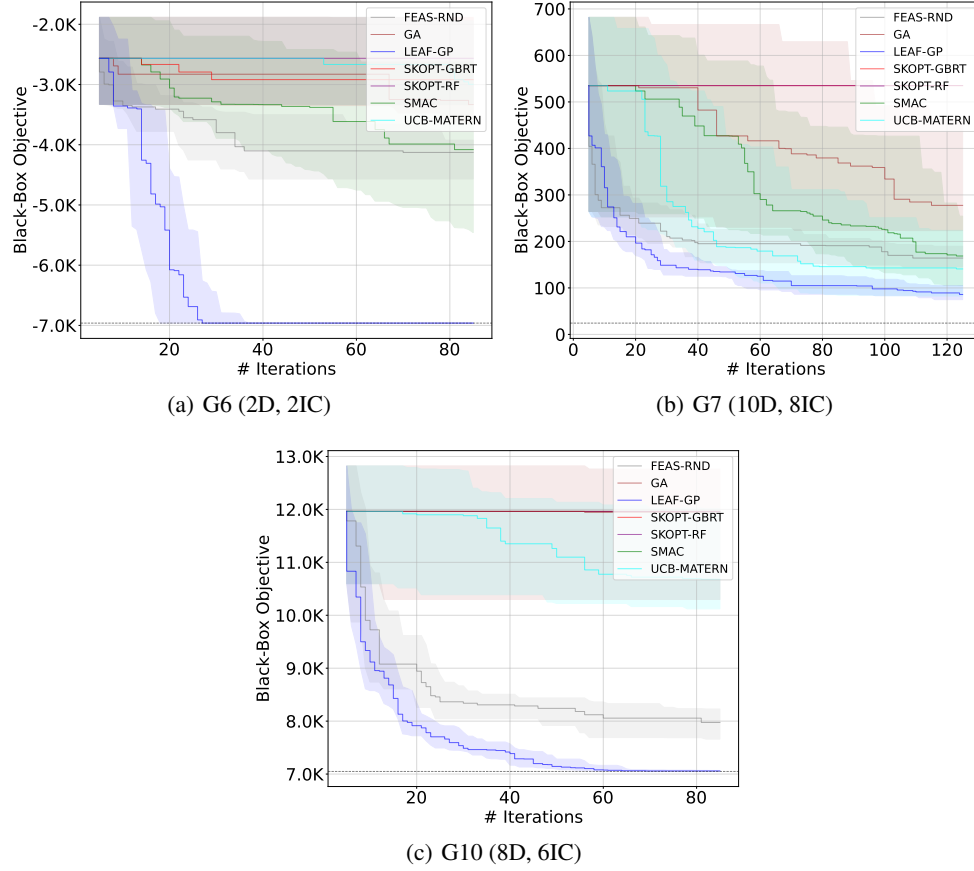 -2.0K
-3.0K
-4.0K
-5.0K
-6.0K
-7.0K
Black-Box Objective
20
40
60
80
# Iterations
FEAS-RND
GA
LEAF-GP
SKOPT-GBRT
SKOPT-RF
SMAC
UCB-MATERN
(a) G6 (2D, 2IC)
700
600
500
400
300
200
100
0
Black-Box Objective
0
20
40
60
80
100
120
# Iterations
FEAS-RND
GA
LEAF-GP
SKOPT-GBRT
SKOPT-RF
SMAC
UCB-MATERN
(b) G7 (10D, 8IC)
13.0K
12.0K
11.0K
10.0K
9.0K
8.0K
7.0K
Black-Box Objective
20
40
60
80
# Iterations
FEAS-RND
GA
LEAF-GP
SKOPT-GBRT
SKOPT-RF
SMAC
UCB-MATERN
(c) G10 (8D, 6IC)